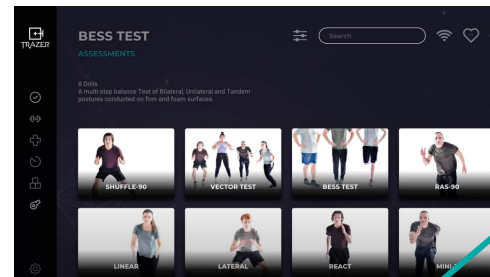 TRAZER
BESS TEST
ASSESSMENTS
Search
8 Drills
A multi-step balance Test of Bilateral, Unilateral and Tandem
postures conducted on firm and foam surfaces.
SHUFFLE-90
VECTOR TEST
BESS TEST
RAS-90
LINEAR
LATERAL
REACT